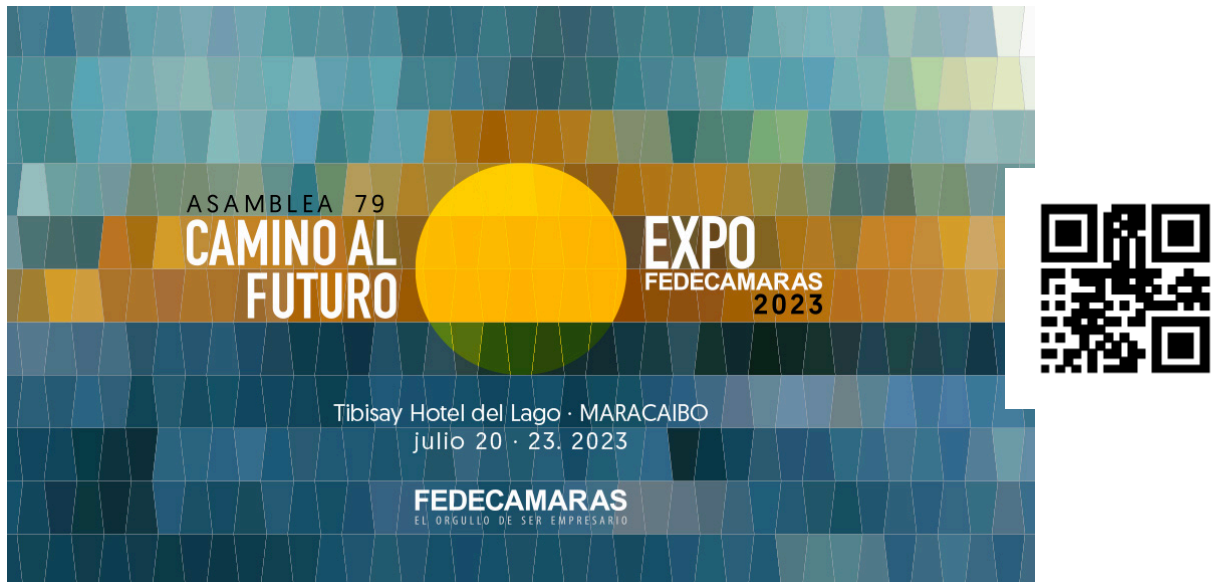 ASAMBLEA 79
CAMINO AL
FUTURO
EXPO
FEDECAMARAS
2023
Tibisay Hotel del Lago · MARACAIBO
julio 20 · 23. 2023
FEDECAMARAS
EL ORGULLO DE SER EMPRESARIO